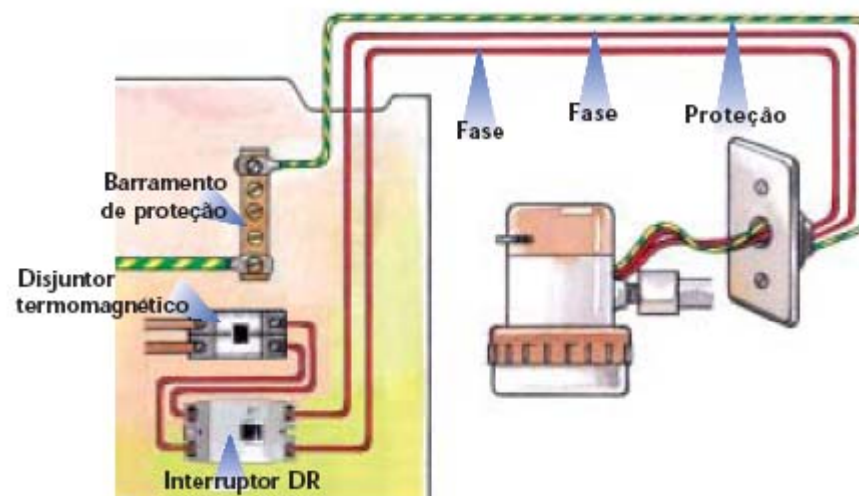 Fase
Fase
Proteção
Barramento
de proteção
Disjuntor
termomagnético
Interruptor DR